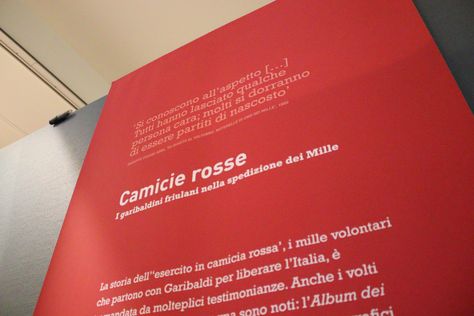 'Si conoscono all'aspetto [...]
Tutti hanno lasciato qualche
persona cara; molti si dorranno
di essere partiti di nascosto'
Camicie rosse
I garibaldini friulani nella spedizione dei Mille
La storia dell''esercito in camicia rossa', i mille volontari
che partono con Garibaldi per liberare l'Italia, è
da molteplici testimonianze. Anche i volti
sono noti: l'Album dei